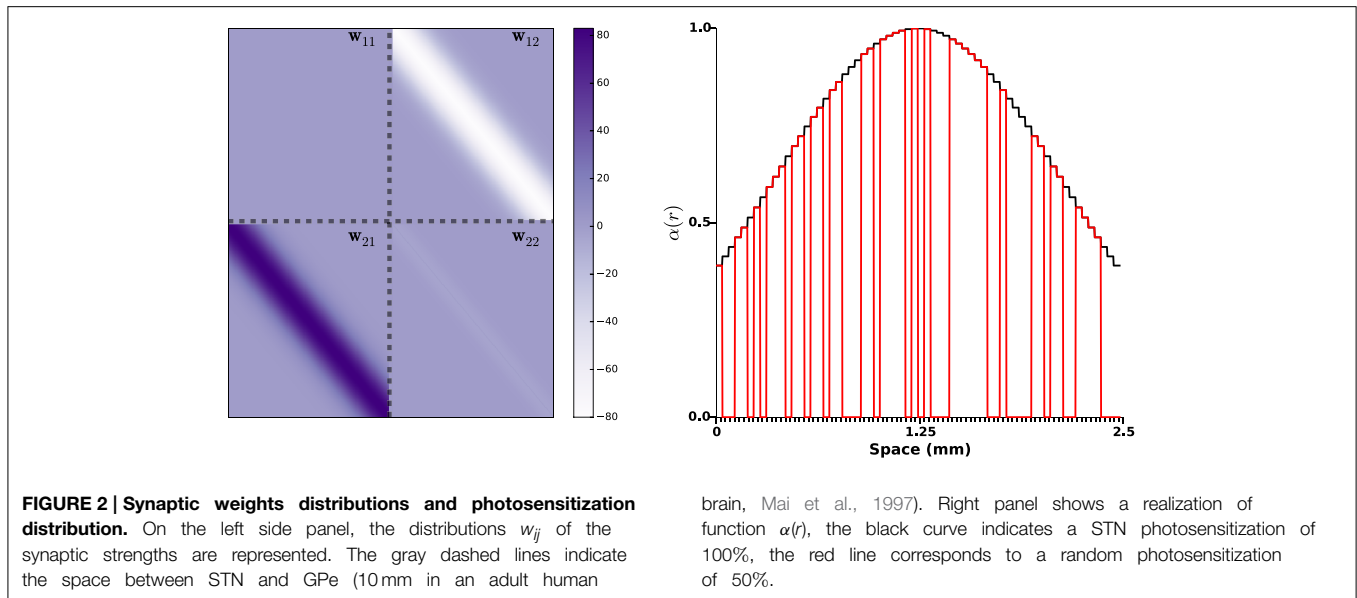 w11
w12
w21
w22
80
60
40
20
0
−20
−40
−60
−80
1.0
0.5
0.0
α(r)
0
1.25
2.5
Space (mm)
FIGURE 2 | Synaptic weights distributions and photosensitization
distribution. On the left side panel, the distributions wij of the
synaptic strengths are represented. The gray dashed lines indicate
the space between STN and GPe (10 mm in an adult human
brain, Mai et al., 1997). Right panel shows a realization of
function α(r), the black curve indicates a STN photosensitization of
100%, the red line corresponds to a random photosensitization
of 50%.